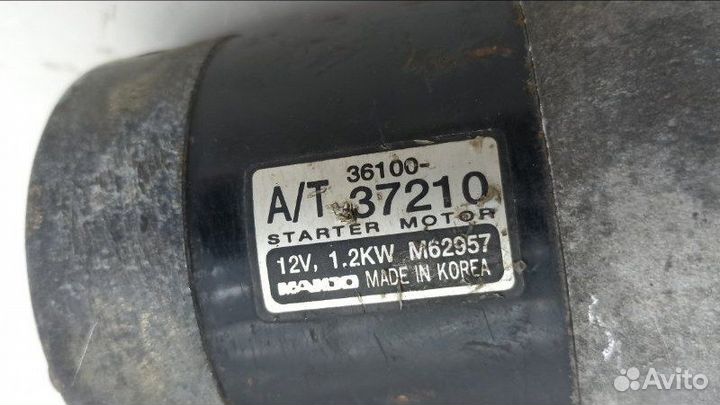 36100-
A/T 37210
STARTER MOTOR
12V, 1.2KW M62957
MANDO MADE IN KOREA
Avito